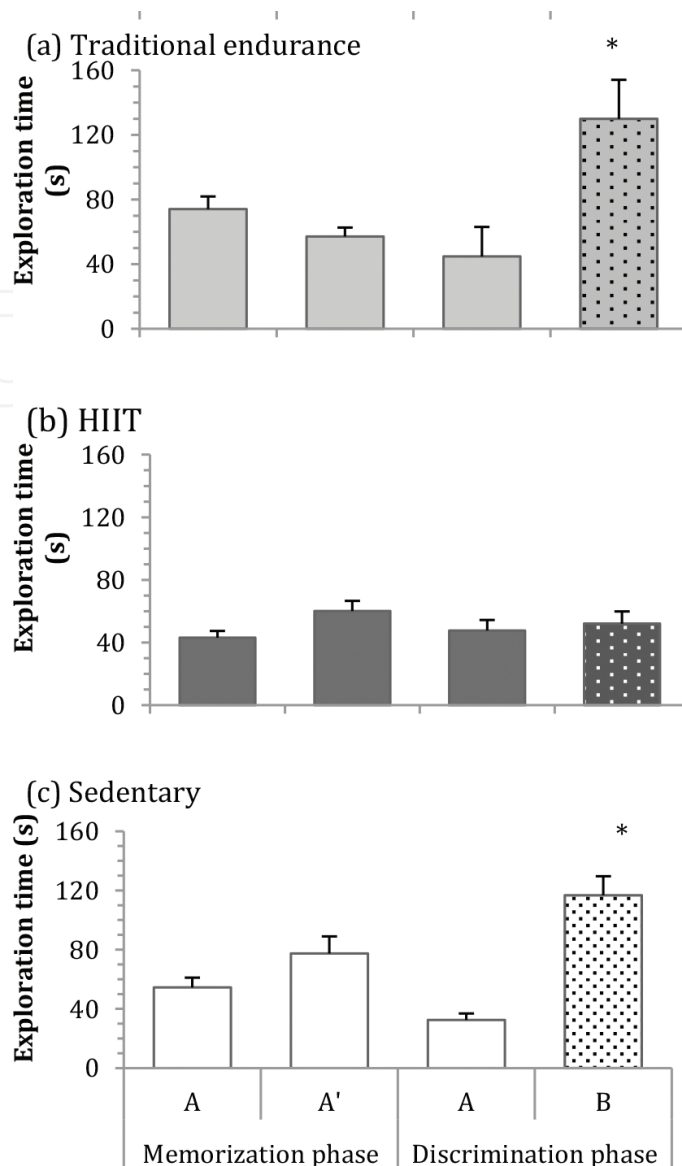 (a) Traditional endurance
*
Exploration time
(s)
160
120
80
40
0
(b) HIIT
Exploration time
(s)
160
120
80
40
0
(c) Sedentary
*
Exploration time (s)
160
120
80
40
0
A A' A B
Memorization phase Discrimination phase